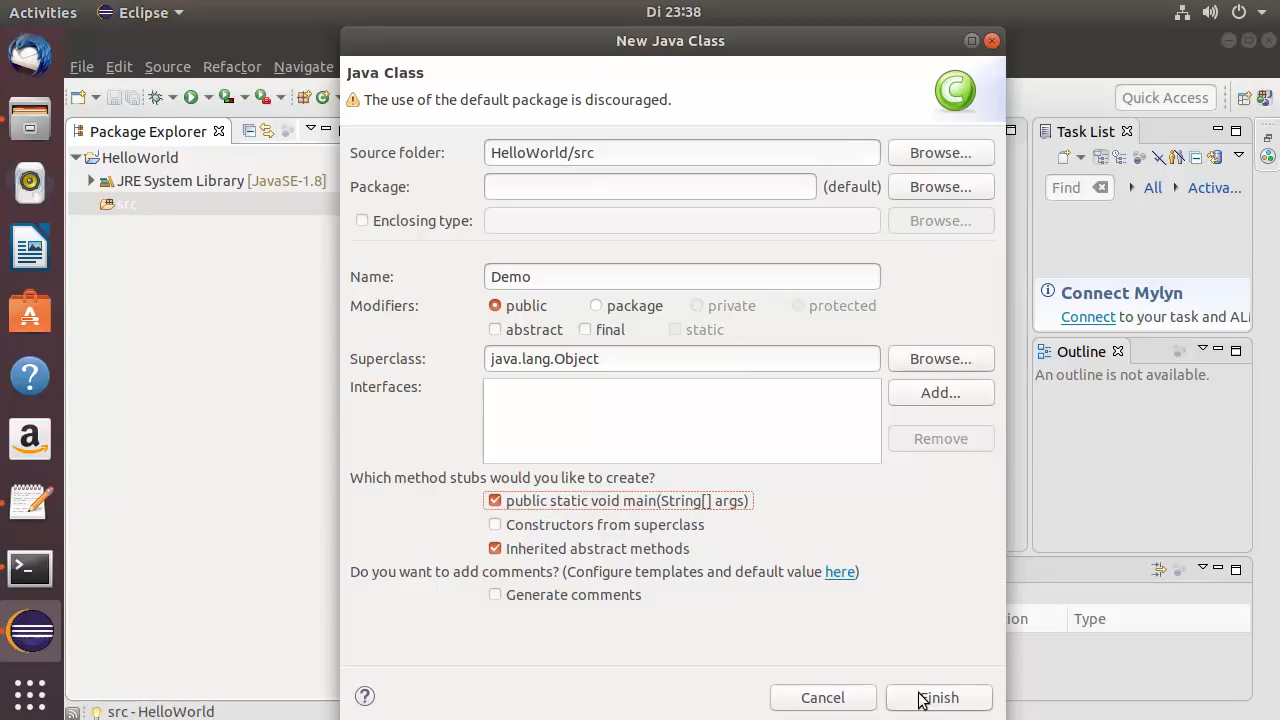 Activities Eclipse Di 23:38
New Java Class
File Edit Source Refactor Navigate
Java Class
The use of the default package is discouraged.
Quick Access
Package Explorer
Task List
HelloWorld
JRE System Library [JavaSE-1.8]
src
Source folder: HelloWorld/src Browse...
Package: (default) Browse...
Find All Activa...
Enclosing type: Browse...
Name: Demo
Modifiers: public package private protected
abstract final static
Connect Mylyn
Connect to your task and AL
Superclass: java.lang.Object Browse...
Outline
An outline is not available.
Interfaces: Add...
Remove
Which method stubs would you like to create?
public static void main(String[] args)
Constructors from superclass
Inherited abstract methods
Do you want to add comments? (Configure templates and default value here)
Generate comments
ion Type
Cancel Finish
src - HelloWorld